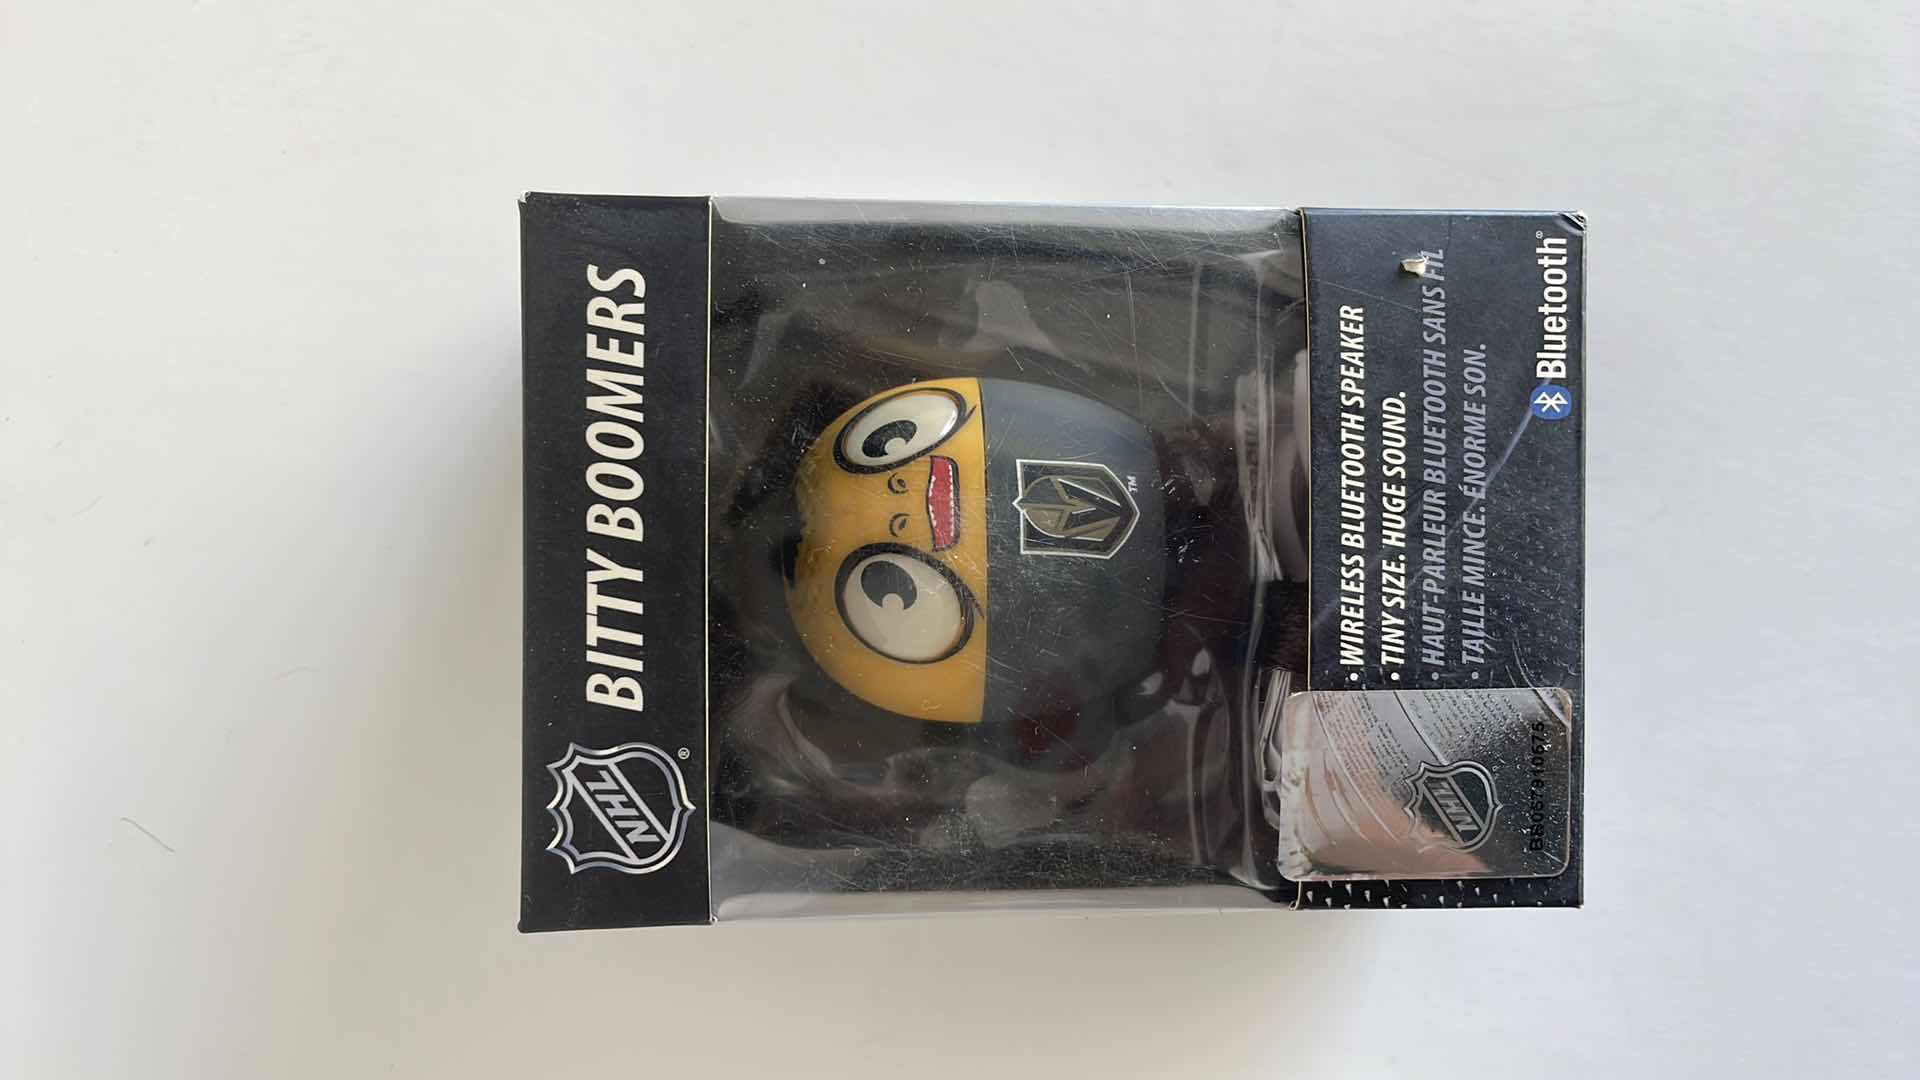 NHL®
BITTY BOOMERS
TM
• WIRELESS BLUETOOTH SPEAKER
• TINY SIZE. HUGE SOUND.
• HAUT-PARLEUR BLUETOOTH SANS FIL
• TAILLE MINCE. ÉNORME SON.
Bluetooth®
NHL